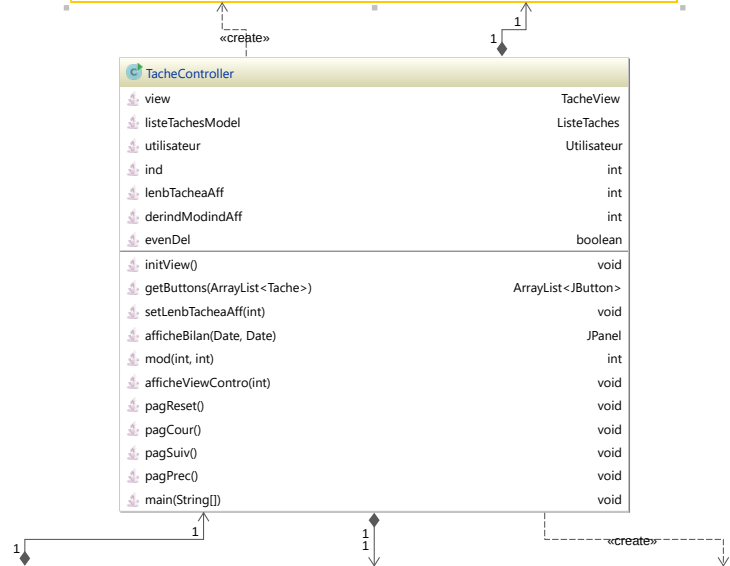 1
«create»
1
C TacheController
view TacheView
listeTachesModel ListeTaches
utilisateur Utilisateur
ind int
lenbTacheaAff int
derindModindAff int
evenDel boolean
initView() void
getButtons(ArrayList<Tache>) ArrayList<JButton>
setLenbTacheaAff(int) void
afficheBilan(Date, Date) JPanel
mod(int, int) int
afficheViewContro(int) void
pagReset() void
pagCour() void
pagSuiv() void
pagPrec() void
main(String[]) void
1
1
1
«create»
1